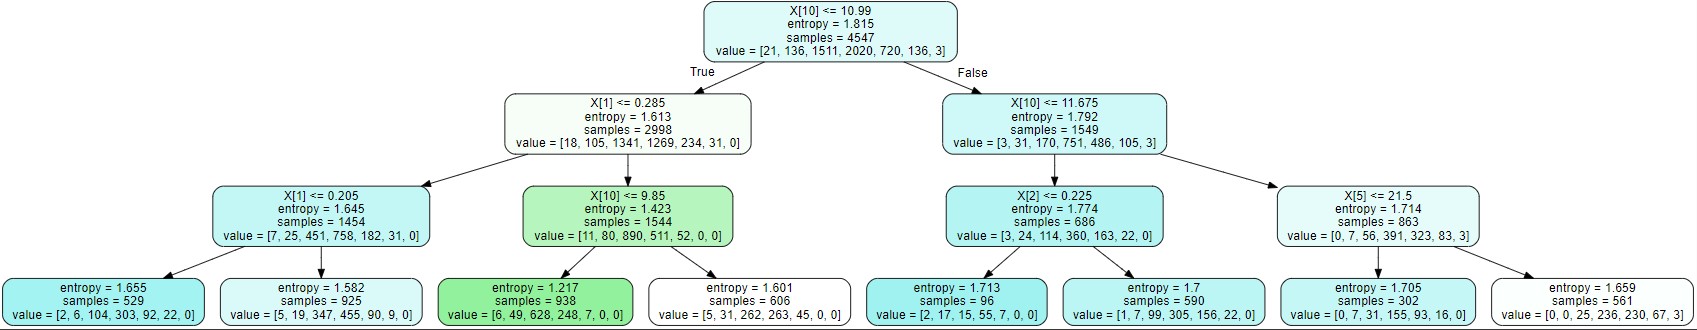 X[10] <= 10.99
entropy = 1.815
samples = 4547
value = [21, 136, 1511, 2020, 720, 136, 3]
True
False
X[1] <= 0.285
entropy = 1.613
samples = 2998
value = [18, 105, 1341, 1269, 234, 31, 0]
X[10] <= 11.675
entropy = 1.792
samples = 1549
value = [3, 31, 170, 751, 486, 105, 3]
X[1] <= 0.205
entropy = 1.645
samples = 1454
value = [7, 25, 451, 758, 182, 31, 0]
X[10] <= 9.85
entropy = 1.423
samples = 1544
value = [11, 80, 890, 511, 52, 0, 0]
X[2] <= 0.225
entropy = 1.774
samples = 686
value = [3, 24, 114, 360, 163, 22, 0]
X[5] <= 21.5
entropy = 1.714
samples = 863
value = [0, 7, 56, 391, 323, 83, 3]
entropy = 1.655
samples = 529
value = [2, 6, 104, 303, 92, 22, 0]
entropy = 1.582
samples = 925
value = [5, 19, 347, 455, 90, 9, 0]
entropy = 1.217
samples = 938
value = [6, 49, 628, 248, 7, 0, 0]
entropy = 1.601
samples = 606
value = [5, 31, 262, 263, 45, 0, 0]
entropy = 1.713
samples = 96
value = [2, 17, 15, 55, 7, 0, 0]
entropy = 1.7
samples = 590
value = [1, 7, 99, 305, 156, 22, 0]
entropy = 1.705
samples = 302
value = [0, 7, 31, 155, 93, 16, 0]
entropy = 1.659
samples = 561
value = [0, 0, 25, 236, 230, 67, 3]